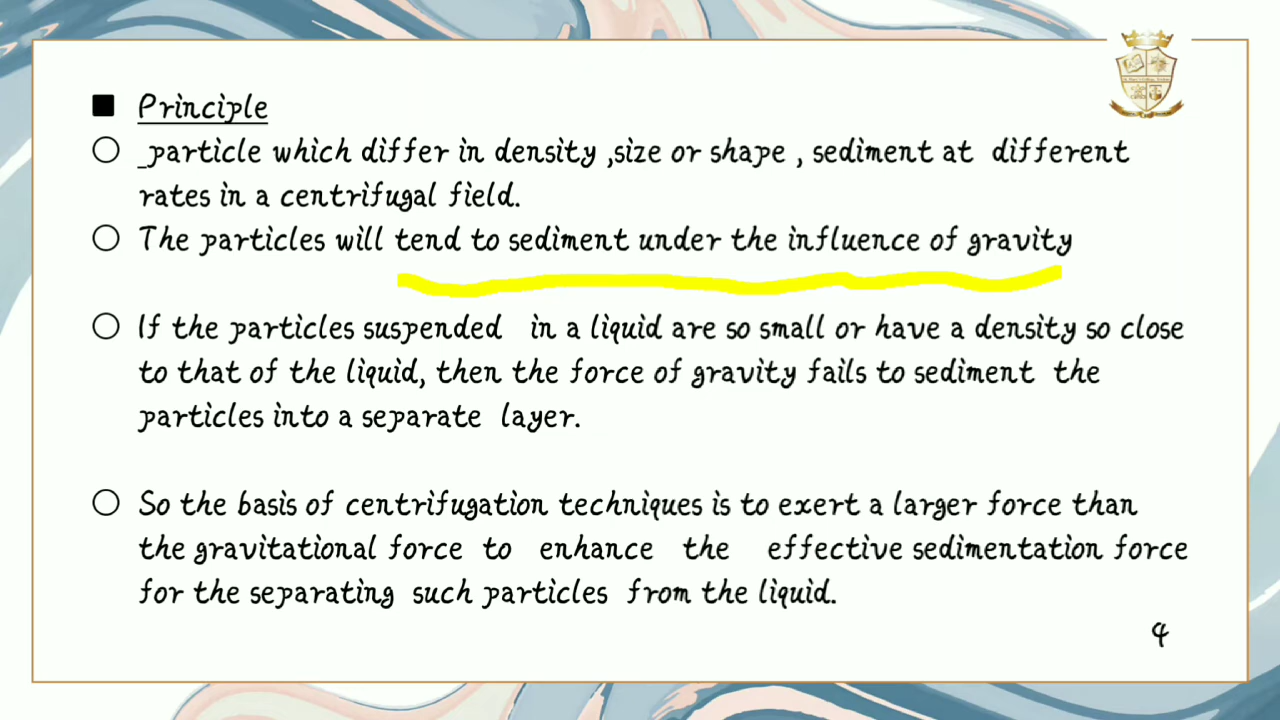 ■ Principle
○ _particle which differ in density ,size or shape , sediment at different
rates in a centrifugal field.
○ The particles will tend to sediment under the influence of gravity
○ If the particles suspended in a liquid are so small or have a density so close
to that of the liquid, then the force of gravity fails to sediment the
particles into a separate layer.
○ So the basis of centrifugation techniques is to exert a larger force than
the gravitational force to enhance the effective sedimentation force
for the separating such particles from the liquid.
4